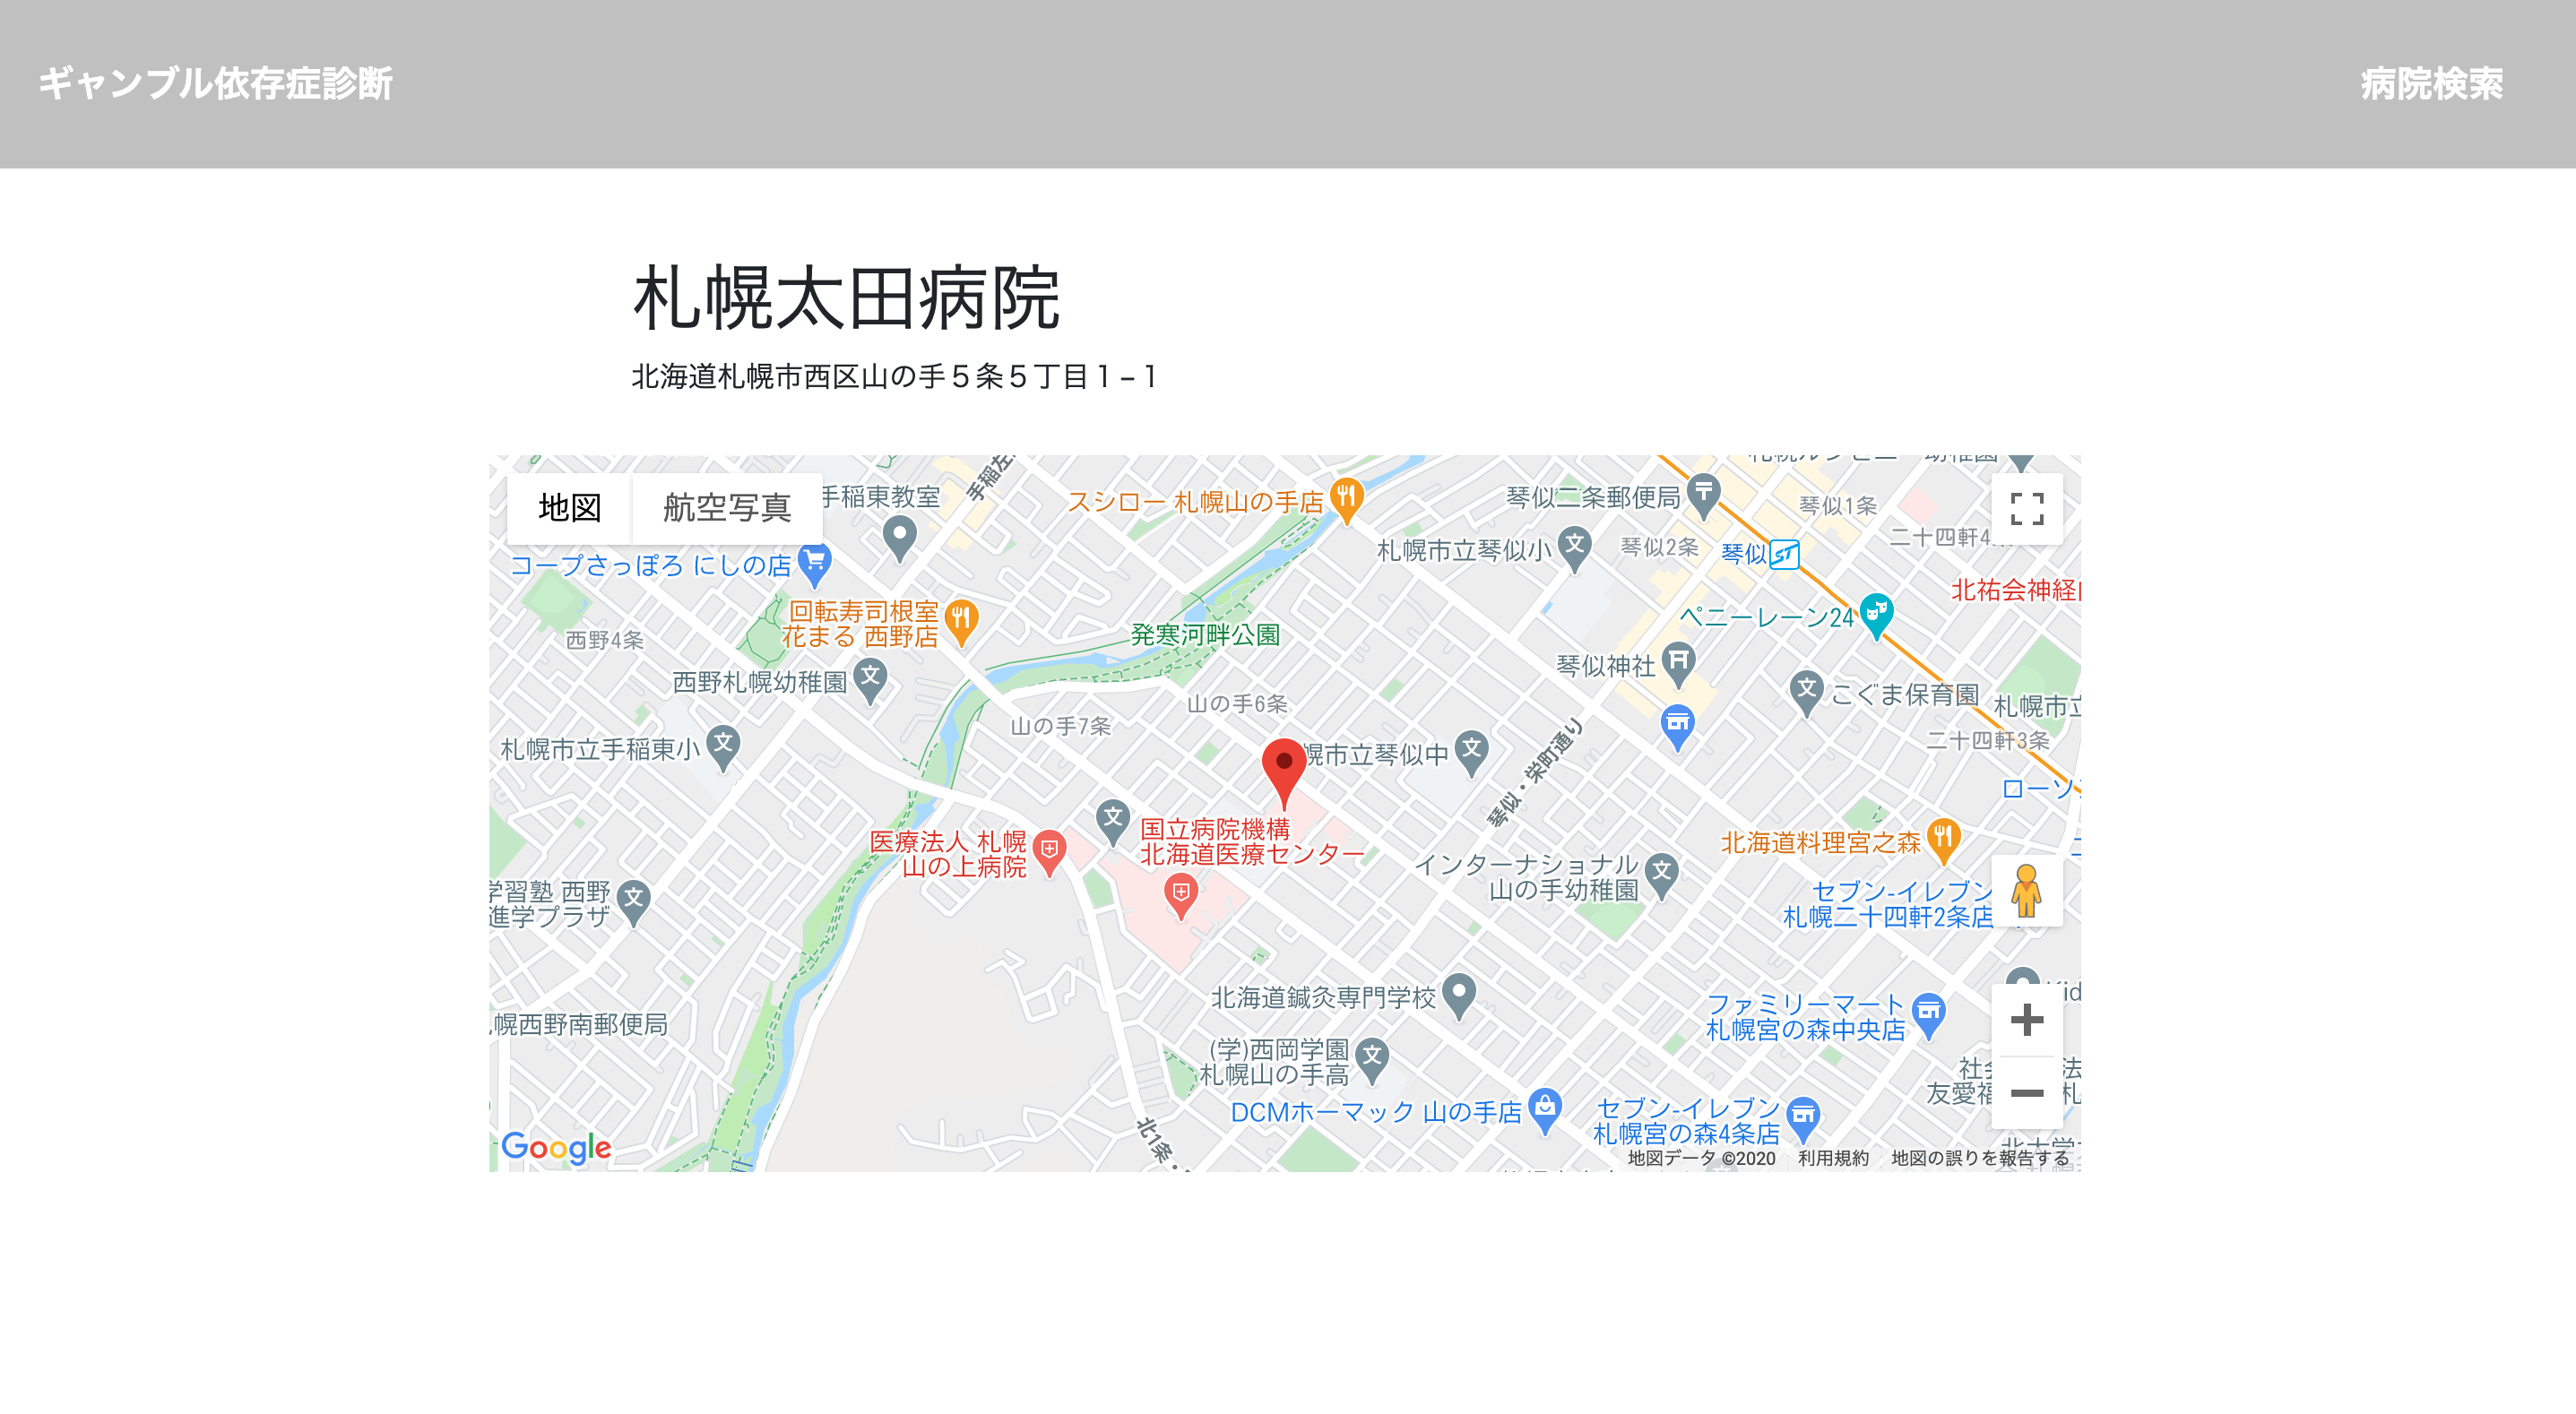 ギャンブル依存症診断
病院検索
札幌太田病院
北海道札幌市西区山の手５条５丁目１−１
地図
航空写真
手稲東教室
手稲左
スシロー 札幌山の手店
琴似二条郵便局
琴似1条
二十四軒4
コープさっぽろ にしの店
札幌市立琴似小
琴似2条
琴似
ST
北祐会神経
回転寿司根室
花まる 西野店
発寒河畔公園
ペニーレーン24
西野4条
西野札幌幼稚園
琴似神社
こぐま保育園
札幌市立
山の手6条
山の手7条
二十四軒3条
札幌市立手稲東小
幌市立琴似中
琴似・栄町通り
ローソ
医療法人 札幌
山の上病院
国立病院機構
北海道医療センター
インターナショナル
山の手幼稚園
北海道料理宮之森
学習塾 西野
進学プラザ
セブン-イレブン
札幌二十四軒2条店
北海道鍼灸専門学校
幌西野南郵便局
ファミリーマート
札幌宮の森中央店
(学)西岡学園
札幌山の手高
友愛福
DCMホーマック 山の手店
セブン-イレブン
札幌宮の森4条店
北1条・
Google
地図データ ©2020
利用規約
地図の誤りを報告する